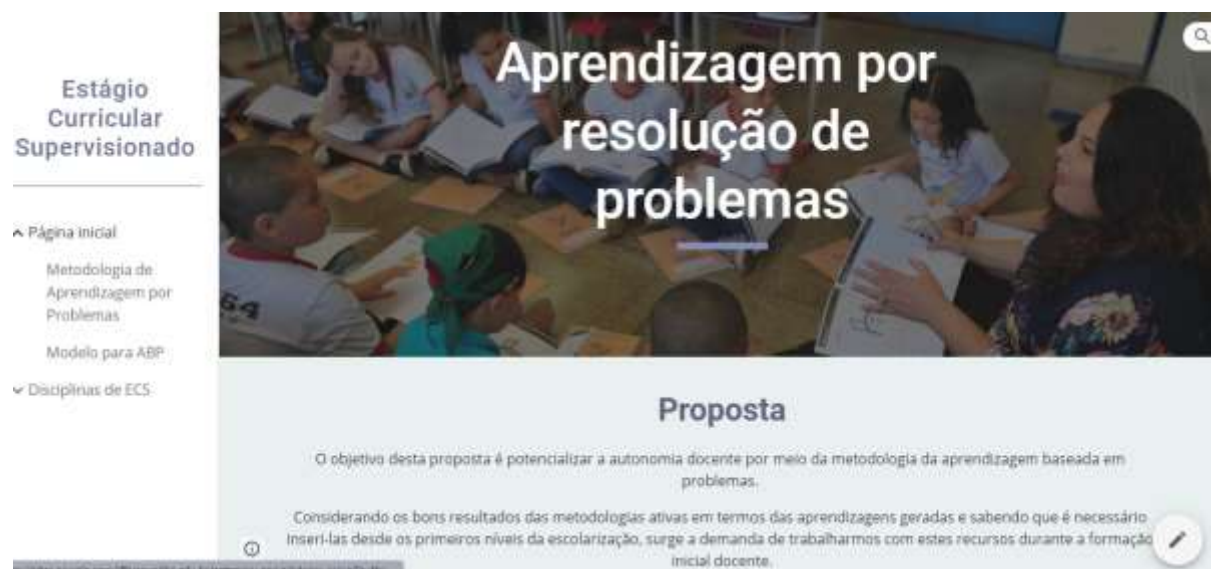 Estágio
Curricular
Supervisionado
Página inicial
Metodologia de
Aprendizagem por
Problemas
Modelo para ABP
Disciplinas de ECS
Aprendizagem por
resolução de
problemas
Proposta
O objetivo desta proposta é potencializar a autonomia docente por meio da metodologia da aprendizagem baseada em
problemas.
Considerando os bons resultados das metodologias ativas em termos das aprendizagens geradas e sabendo que é necessário
inserí-las desde os primeiros níveis da escolarização, surge a demanda de trabalharmos com estes recursos durante a formação
inicial docente.